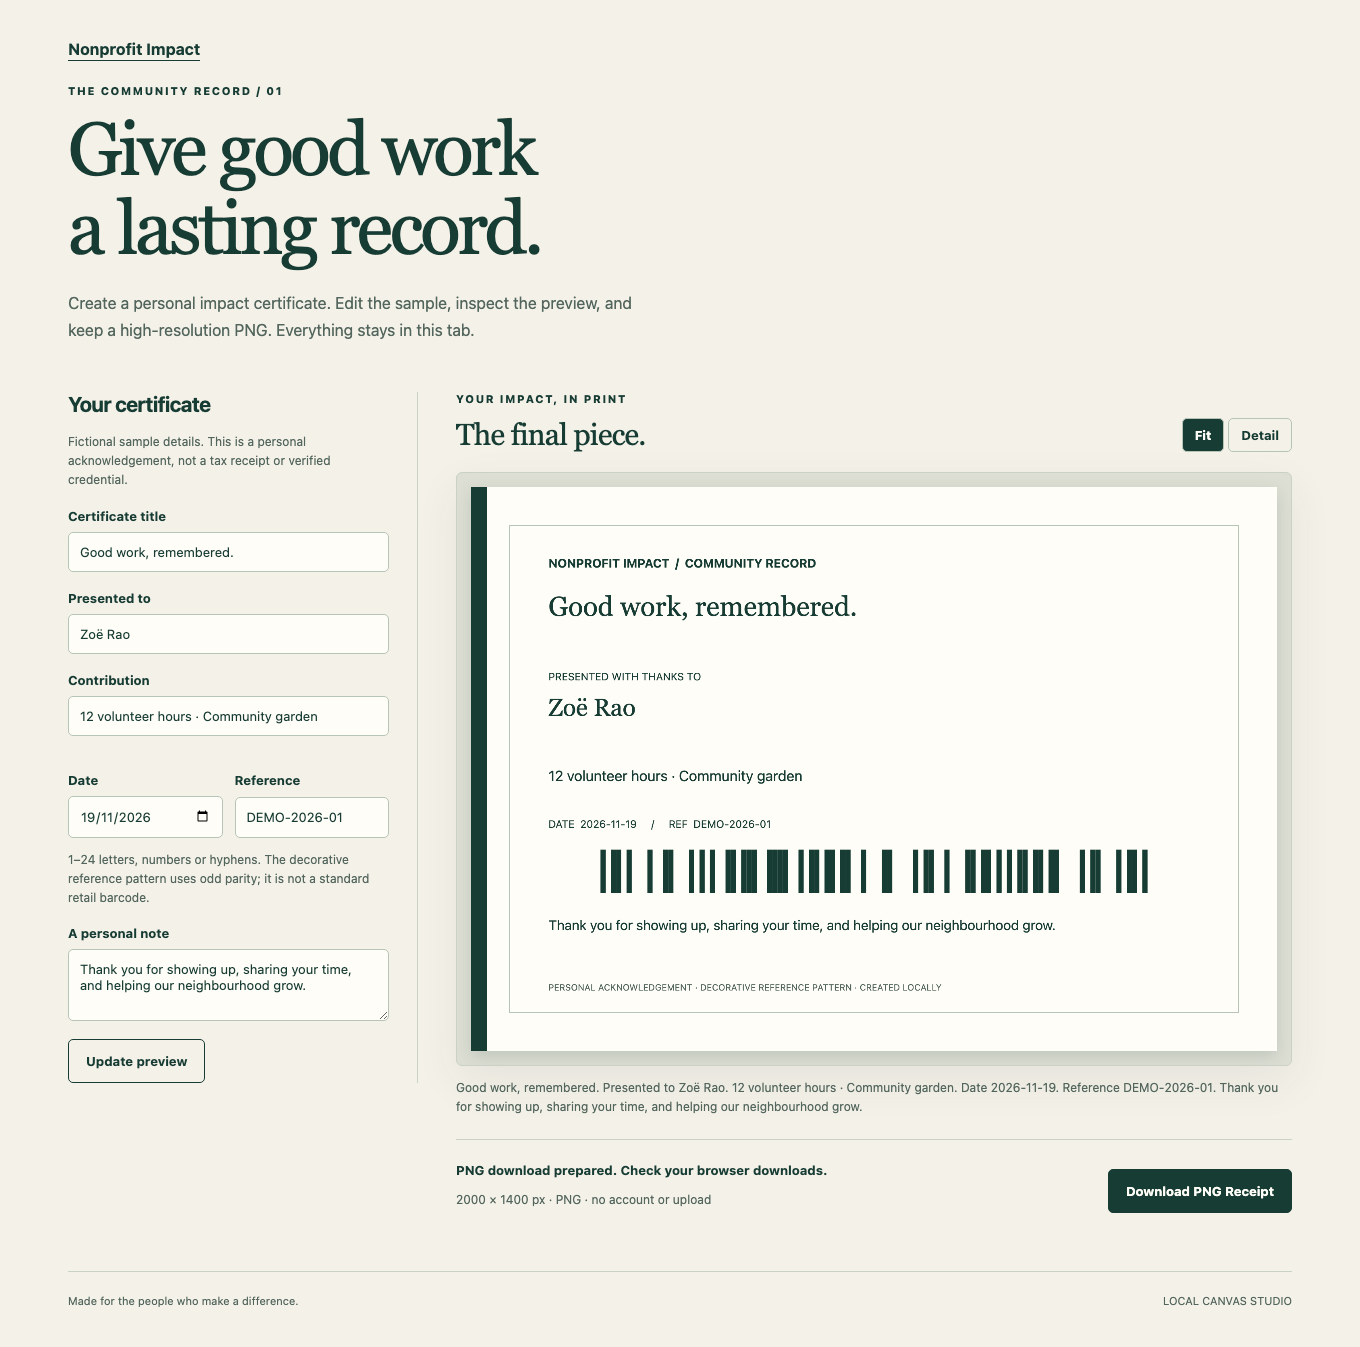 Nonprofit Impact
THE COMMUNITY RECORD / 01
Give good work
a lasting record.
Create a personal impact certificate. Edit the sample, inspect the preview, and
keep a high-resolution PNG. Everything stays in this tab.
Your certificate
Fictional sample details. This is a personal
acknowledgement, not a tax receipt or verified
credential.
Certificate title
Good work, remembered.
Presented to
Zoë Rao
Contribution
12 volunteer hours · Community garden
Date
Reference
19/11/2026
DEMO-2026-01
1–24 letters, numbers or hyphens. The decorative
reference pattern uses odd parity; it is not a standard
retail barcode.
A personal note
Thank you for showing up, sharing your time,
and helping our neighbourhood grow.
Update preview
YOUR IMPACT, IN PRINT
The final piece.
Fit
Detail
NONPROFIT IMPACT / COMMUNITY RECORD
Good work, remembered.
PRESENTED WITH THANKS TO
Zoë Rao
12 volunteer hours · Community garden
DATE 2026-11-19 / REF DEMO-2026-01
Thank you for showing up, sharing your time, and helping our neighbourhood grow.
PERSONAL ACKNOWLEDGEMENT · DECORATIVE REFERENCE PATTERN · CREATED LOCALLY
Good work, remembered. Presented to Zoë Rao. 12 volunteer hours · Community garden. Date 2026-11-19. Reference DEMO-2026-01. Thank you
for showing up, sharing your time, and helping our neighbourhood grow.
PNG download prepared. Check your browser downloads.
2000 × 1400 px · PNG · no account or upload
Download PNG Receipt
Made for the people who make a difference.
LOCAL CANVAS STUDIO